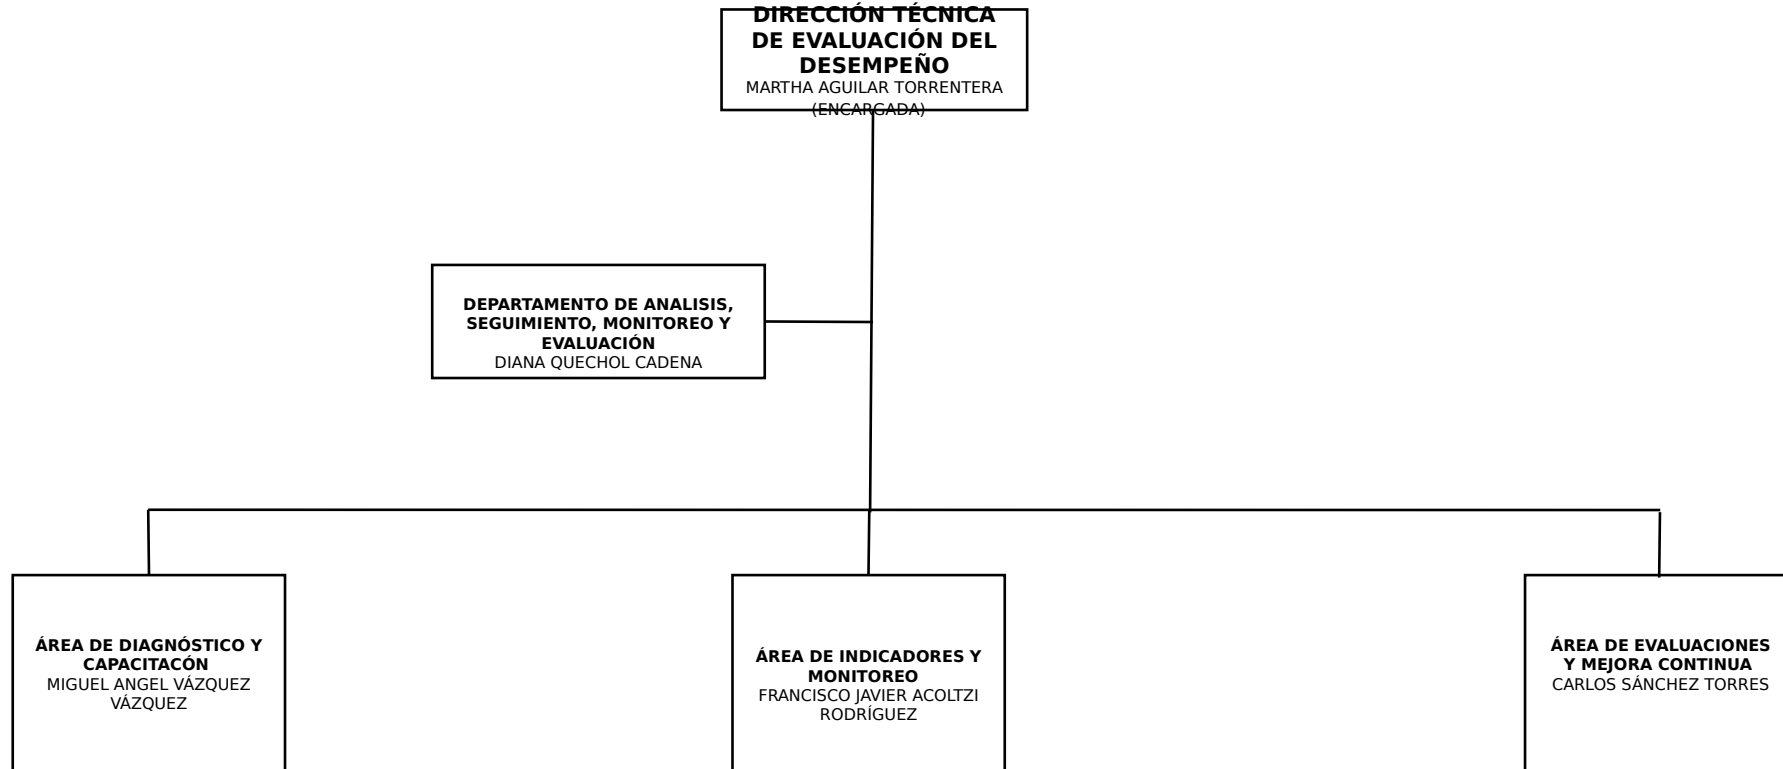 DIRECCIÓN TÉCNICA
DE EVALUACIÓN DEL
DESEMPEÑO
MARTHA AGUILAR TORRENTERA
(ENCARGADA)
DEPARTAMENTO DE ANALISIS,
SEGUIMIENTO, MONITOREO Y
EVALUACIÓN
DIANA QUECHOL CADENA
ÁREA DE DIAGNÓSTICO Y
CAPACITACÓN
MIGUEL ANGEL VÁZQUEZ
VÁZQUEZ
ÁREA DE INDICADORES Y
MONITOREO
FRANCISCO JAVIER ACOLTZI
RODRÍGUEZ
ÁREA DE EVALUACIONES
Y MEJORA CONTINUA
CARLOS SÁNCHEZ TORRES